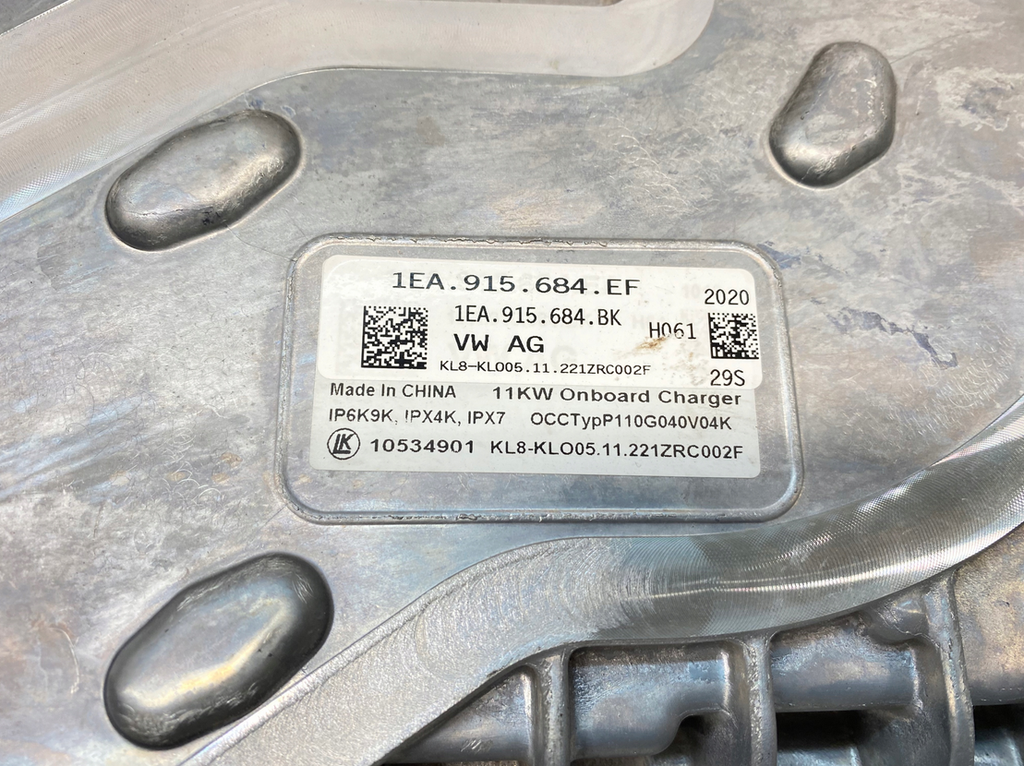 1EA.915.684.EF
2020
1EA.915.684.BK
H061
VW AG
KL8-KLO05.11.221ZRC002F
29S
Made In CHINA 11KW Onboard Charger
IP6K9K, IPX4K, IPX7 OCCTypP110G040V04K
LK 10534901 KL8-KLO05.11.221ZRC002F